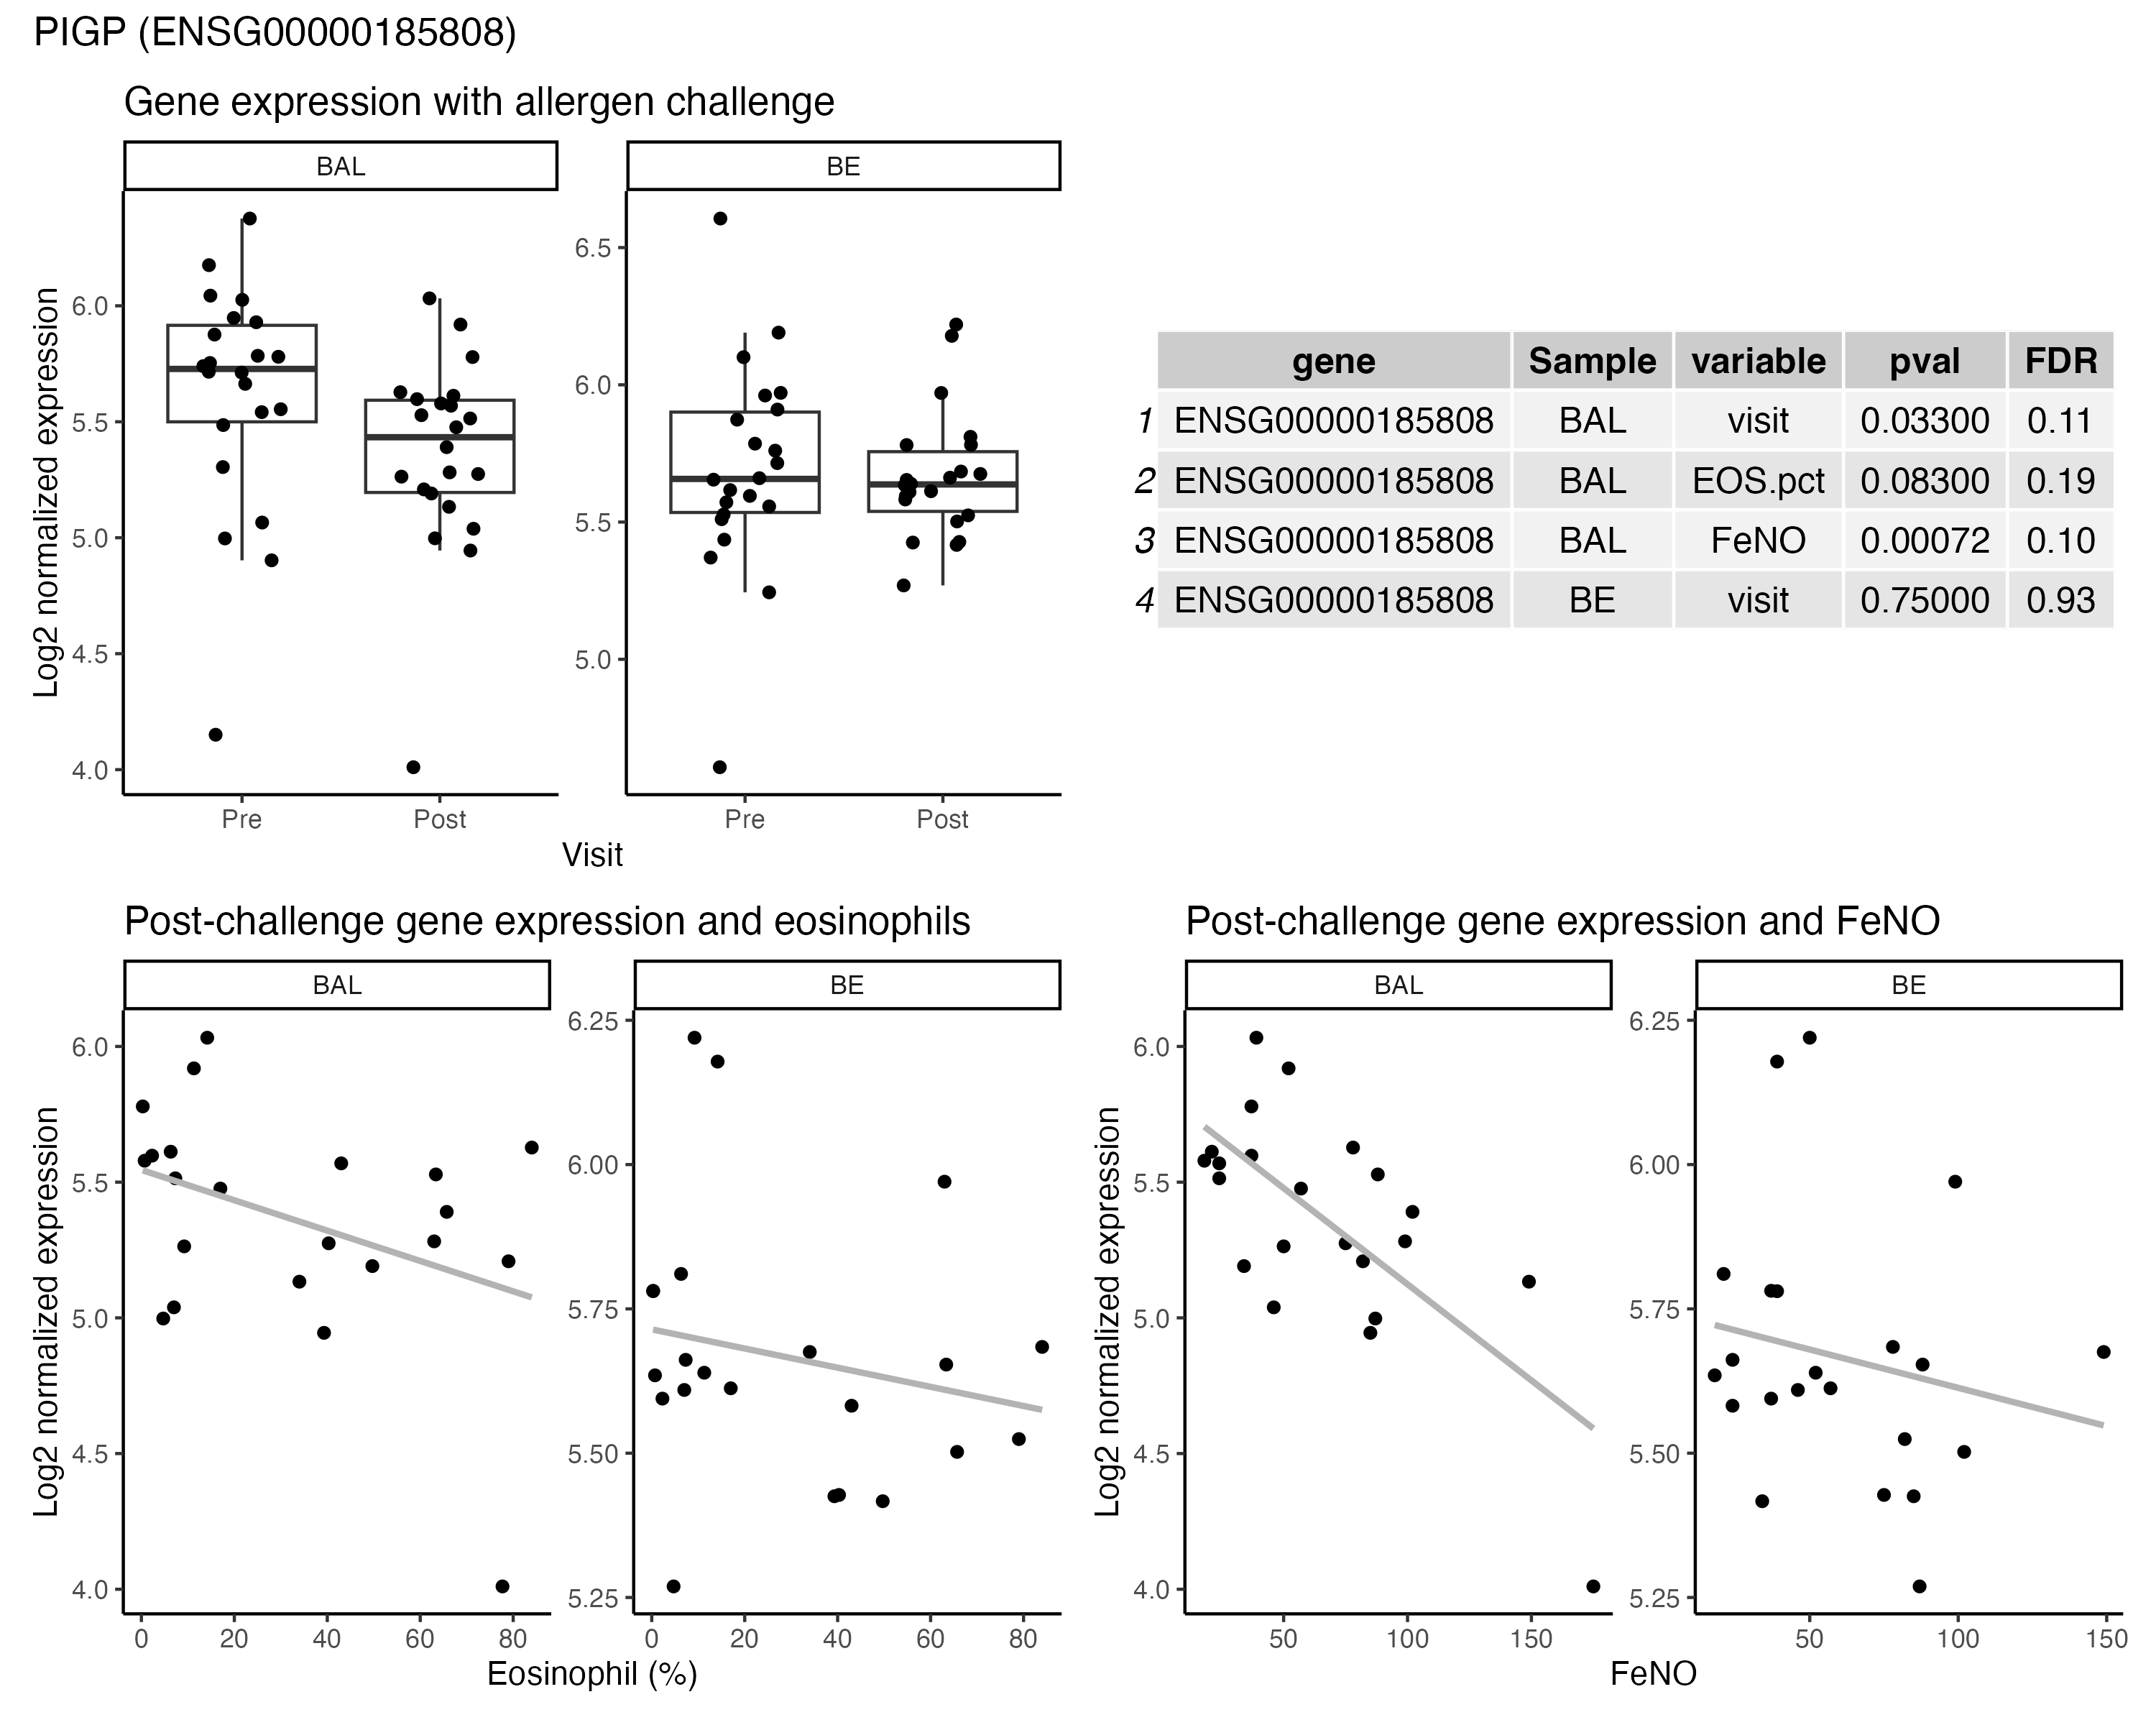 PIGP (ENSG00000185808)
Gene expression with allergen challenge
BAL
BE
Log2 normalized expression
6.0
5.5
5.0
4.5
4.0
6.5
6.0
5.5
5.0
Pre
Post
Pre
Post
Visit
gene Sample variable pval FDR
1 ENSG00000185808 BAL visit 0.03300 0.11
2 ENSG00000185808 BAL EOS.pct 0.08300 0.19
3 ENSG00000185808 BAL FeNO 0.00072 0.10
4 ENSG00000185808 BE visit 0.75000 0.93
Post-challenge gene expression and eosinophils
BAL
BE
Log2 normalized expression
6.0
5.5
5.0
4.5
4.0
6.25
6.00
5.75
5.50
5.25
0 20 40 60 80
0 20 40 60 80
Eosinophil (%)
Post-challenge gene expression and FeNO
BAL
BE
Log2 normalized expression
6.0
5.5
5.0
4.5
4.0
6.25
6.00
5.75
5.50
5.25
50 100 150
50 100 150
FeNO